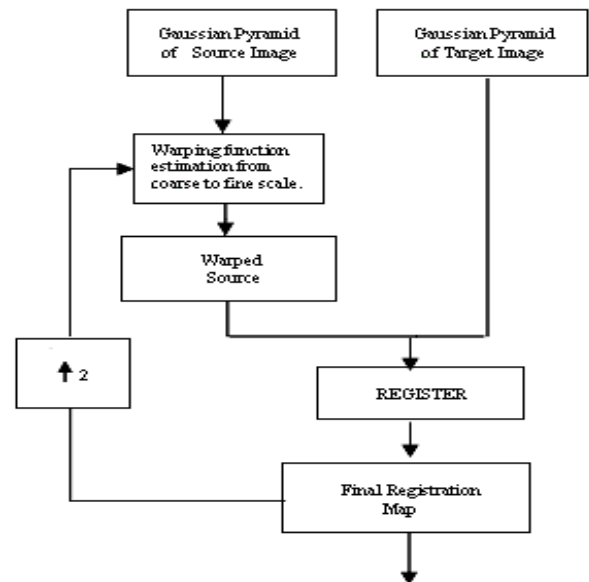 Gaussian Pyramid
of Source Image
Gaussian Pyramid
of Target Image
Warping function
estimation from
coarse to fine scale.
Warped
Source
↑ 2
REGISTER
Final Registration
Map